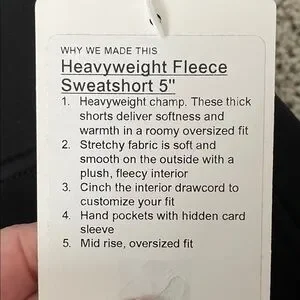 WHY WE MADE THIS
Heavyweight Fleece
Sweatshort 5"
1. Heavyweight champ. These thick
shorts deliver softness and
warmth in a roomy oversized fit
2. Stretchy fabric is soft and
smooth on the outside with a
plush, fleecy interior
3. Cinch the interior drawcord to
customize your fit
4. Hand pockets with hidden card
sleeve
5. Mid rise, oversized fit